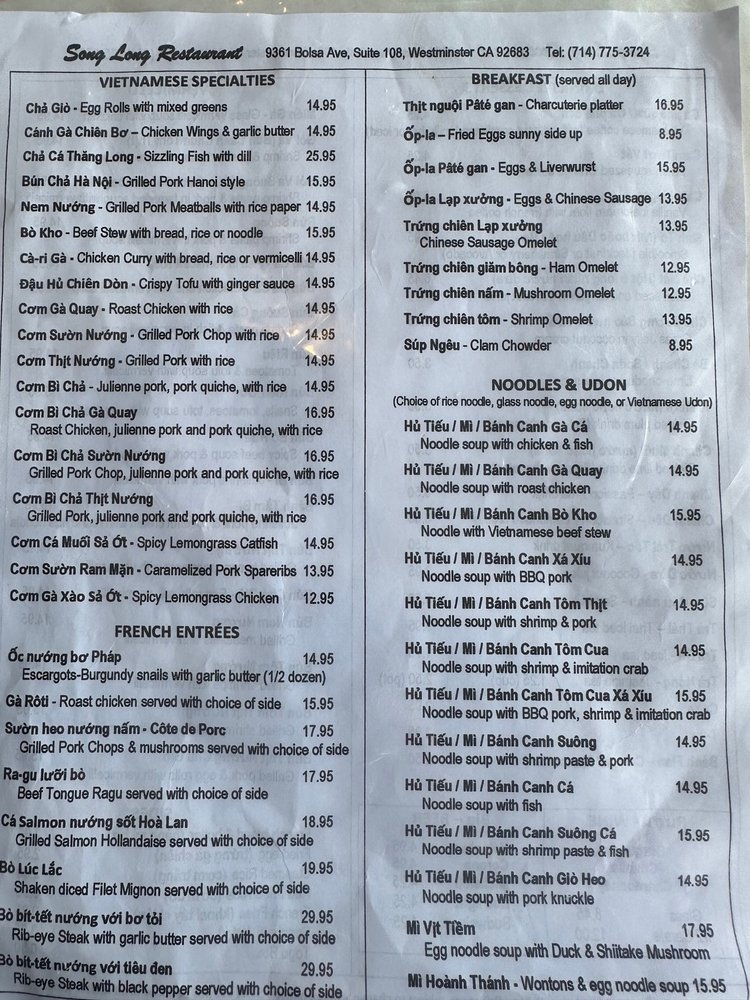 Song Long Restaurant 9361 Bolsa Ave, Suite 108, Westminster CA 92683 Tel: (714) 775-3724
VIETNAMESE SPECIALTIES
Chả Giò - Egg Rolls with mixed greens 14.95
Cánh Gà Chiên Bơ – Chicken Wings & garlic butter 14.95
Chả Cá Thăng Long - Sizzling Fish with dill 25.95
Bún Chả Hà Nội - Grilled Pork Hanoi style 15.95
Nem Nướng - Grilled Pork Meatballs with rice paper 14.95
Bò Kho - Beef Stew with bread, rice or noodle 15.95
Cà-ri Gà - Chicken Curry with bread, rice or vermicelli 14.95
Đậu Hủ Chiên Dòn - Crispy Tofu with ginger sauce 14.95
Cơm Gà Quay - Roast Chicken with rice 14.95
Cơm Sườn Nướng - Grilled Pork Chop with rice 14.95
Cơm Thịt Nướng - Grilled Pork with rice 14.95
Cơm Bì Chả - Julienne pork, pork quiche, with rice 14.95
Cơm Bì Chả Gà Quay 16.95
Roast Chicken, julienne pork and pork quiche, with rice
Cơm Bì Chả Sườn Nướng 16.95
Grilled Pork Chop, julienne pork and pork quiche, with rice
Cơm Bì Chả Thịt Nướng 16.95
Grilled Pork, julienne pork and pork quiche, with rice
Cơm Cá Muối Sả Ớt - Spicy Lemongrass Catfish 14.95
Cơm Sườn Ram Mặn - Caramelized Pork Spareribs 13.95
Cơm Gà Xào Sả Ớt - Spicy Lemongrass Chicken 12.95
FRENCH ENTRÉES
Ốc nướng bơ Pháp 14.95
Escargots-Burgundy snails with garlic butter (1/2 dozen)
Gà Rôti - Roast chicken served with choice of side 15.95
Sườn heo nướng nấm - Côte de Porc 17.95
Grilled Pork Chops & mushrooms served with choice of side
Ra-gu lưỡi bò 17.95
Beef Tongue Ragu served with choice of side
Cá Salmon nướng sốt Hoà Lan 18.95
Grilled Salmon Hollandaise served with choice of side
Bò Lúc Lắc 19.95
Shaken diced Filet Mignon served with choice of side
Bò bít-tết nướng với bơ tỏi 29.95
Rib-eye Steak with garlic butter served with choice of side
Bò bít-tết nướng với tiêu đen 29.95
Rib-eye Steak with black pepper served with choice of side
BREAKFAST (served all day)
Thịt nguội Pâté gan - Charcuterie platter 16.95
Ốp-la – Fried Eggs sunny side up 8.95
Ốp-la Pâté gan - Eggs & Liverwurst 15.95
Ốp-la Lạp xưởng - Eggs & Chinese Sausage 13.95
Trứng chiên Lạp xưởng 13.95
Chinese Sausage Omelet
Trứng chiên giăm bông - Ham Omelet 12.95
Trứng chiên nấm - Mushroom Omelet 12.95
Trứng chiên tôm - Shrimp Omelet 13.95
Súp Ngêu - Clam Chowder 8.95
NOODLES & UDON
(Choice of rice noodle, glass noodle, egg noodle, or Vietnamese Udon)
Hủ Tiếu / Mì / Bánh Canh Gà Cá 14.95
Noodle soup with chicken & fish
Hủ Tiếu / Mì / Bánh Canh Gà Quay 14.95
Noodle soup with roast chicken
Hủ Tiếu / Mì / Bánh Canh Bò Kho 15.95
Noodle with Vietnamese beef stew
Hủ Tiếu / Mì / Bánh Canh Xá Xíu 14.95
Noodle soup with BBQ pork
Hủ Tiếu / Mì / Bánh Canh Tôm Thịt 14.95
Noodle soup with shrimp & pork
Hủ Tiếu / Mì / Bánh Canh Tôm Cua 14.95
Noodle soup with shrimp & imitation crab
Hủ Tiếu / Mì / Bánh Canh Tôm Cua Xá Xíu 15.95
Noodle soup with BBQ pork, shrimp & imitation crab
Hủ Tiếu / Mì / Bánh Canh Suông 14.95
Noodle soup with shrimp paste & pork
Hủ Tiếu / Mì / Bánh Canh Cá 14.95
Noodle soup with fish
Hủ Tiếu / Mì / Bánh Canh Suông Cá 15.95
Noodle soup with shrimp paste & fish
Hủ Tiếu / Mì / Bánh Canh Giò Heo 14.95
Noodle soup with pork knuckle
Mì Vịt Tiềm 17.95
Egg noodle soup with Duck & Shiitake Mushroom
Mì Hoành Thánh - Wontons & egg noodle soup 15.95